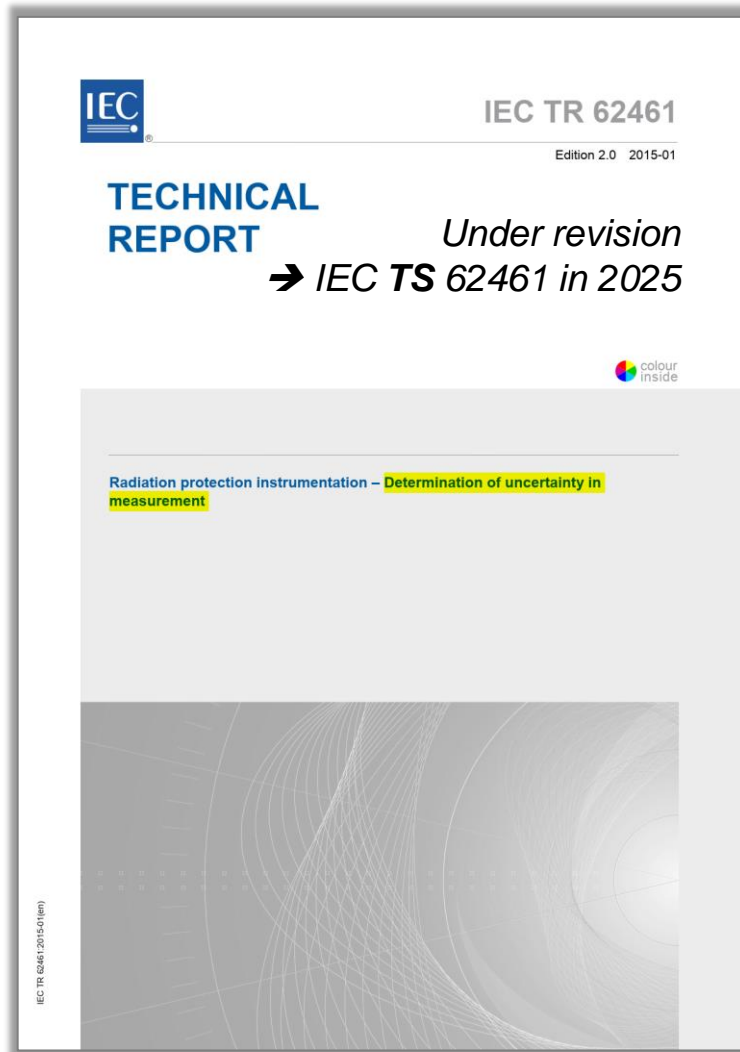 IEC
®
IEC TR 62461
Edition 2.0 2015-01
TECHNICAL
REPORT
Under revision
➔ IEC TS 62461 in 2025
colour
inside
Radiation protection instrumentation – Determination of uncertainty in
measurement
IEC TR 62461:2015-01(en)